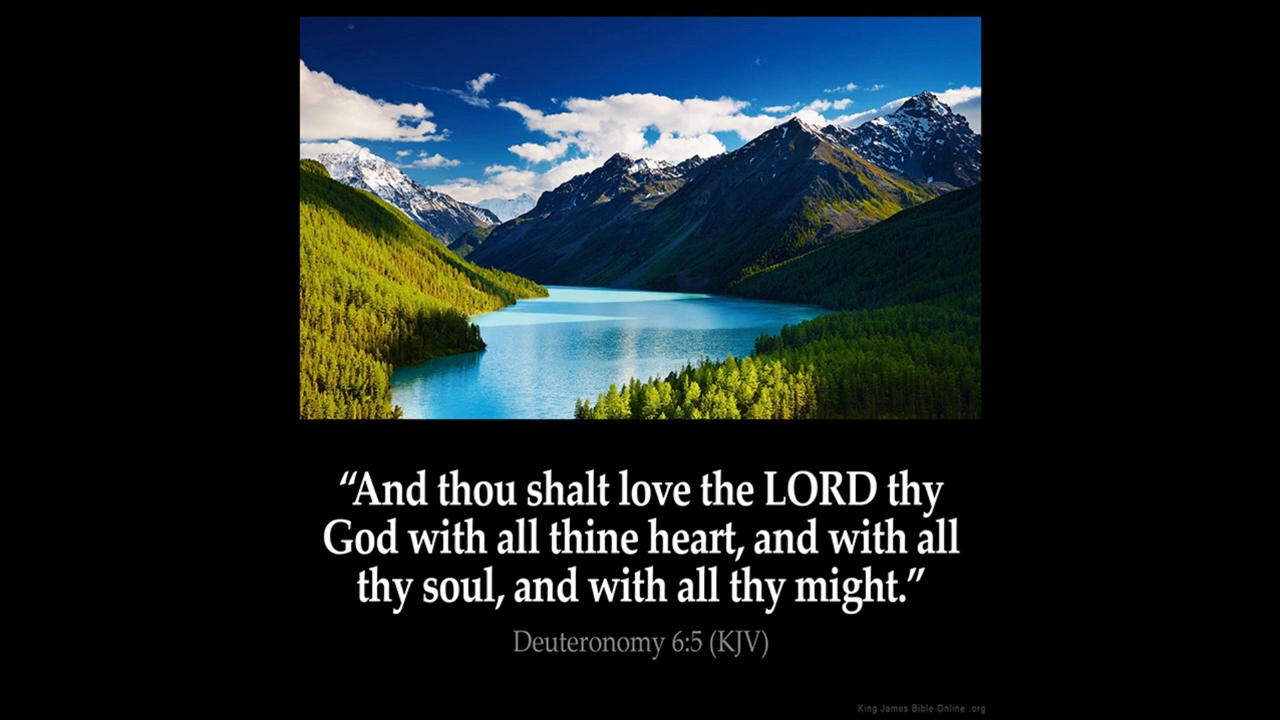 “And thou shalt love the LORD thy
God with all thine heart, and with all
thy soul, and with all thy might.”
Deuteronomy 6:5 (KJV)
King James Bible Online .org